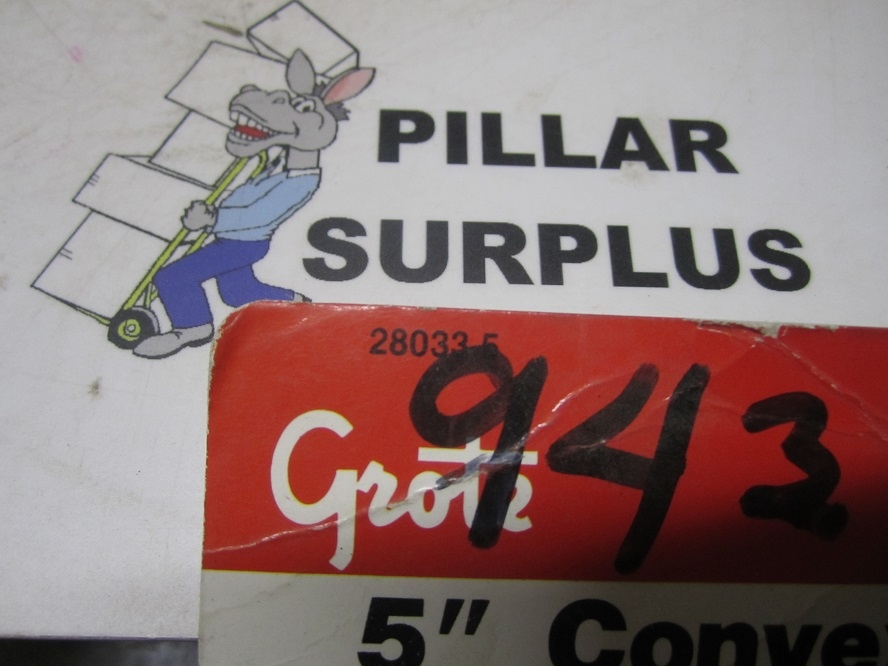 PILLAR
SURPLUS
28033-5
943
Grote
5" Conve